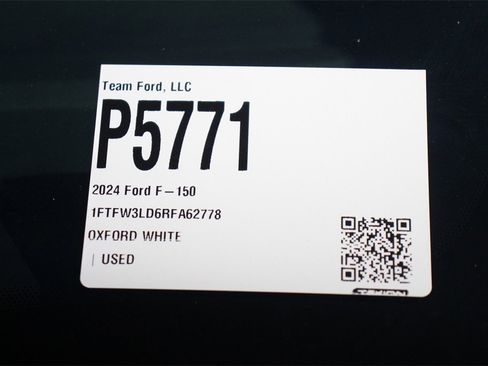 Team Ford, LLC
P5771
2024 Ford F-150
1FTFW3LD6RFA62778
OXFORD WHITE
| USED